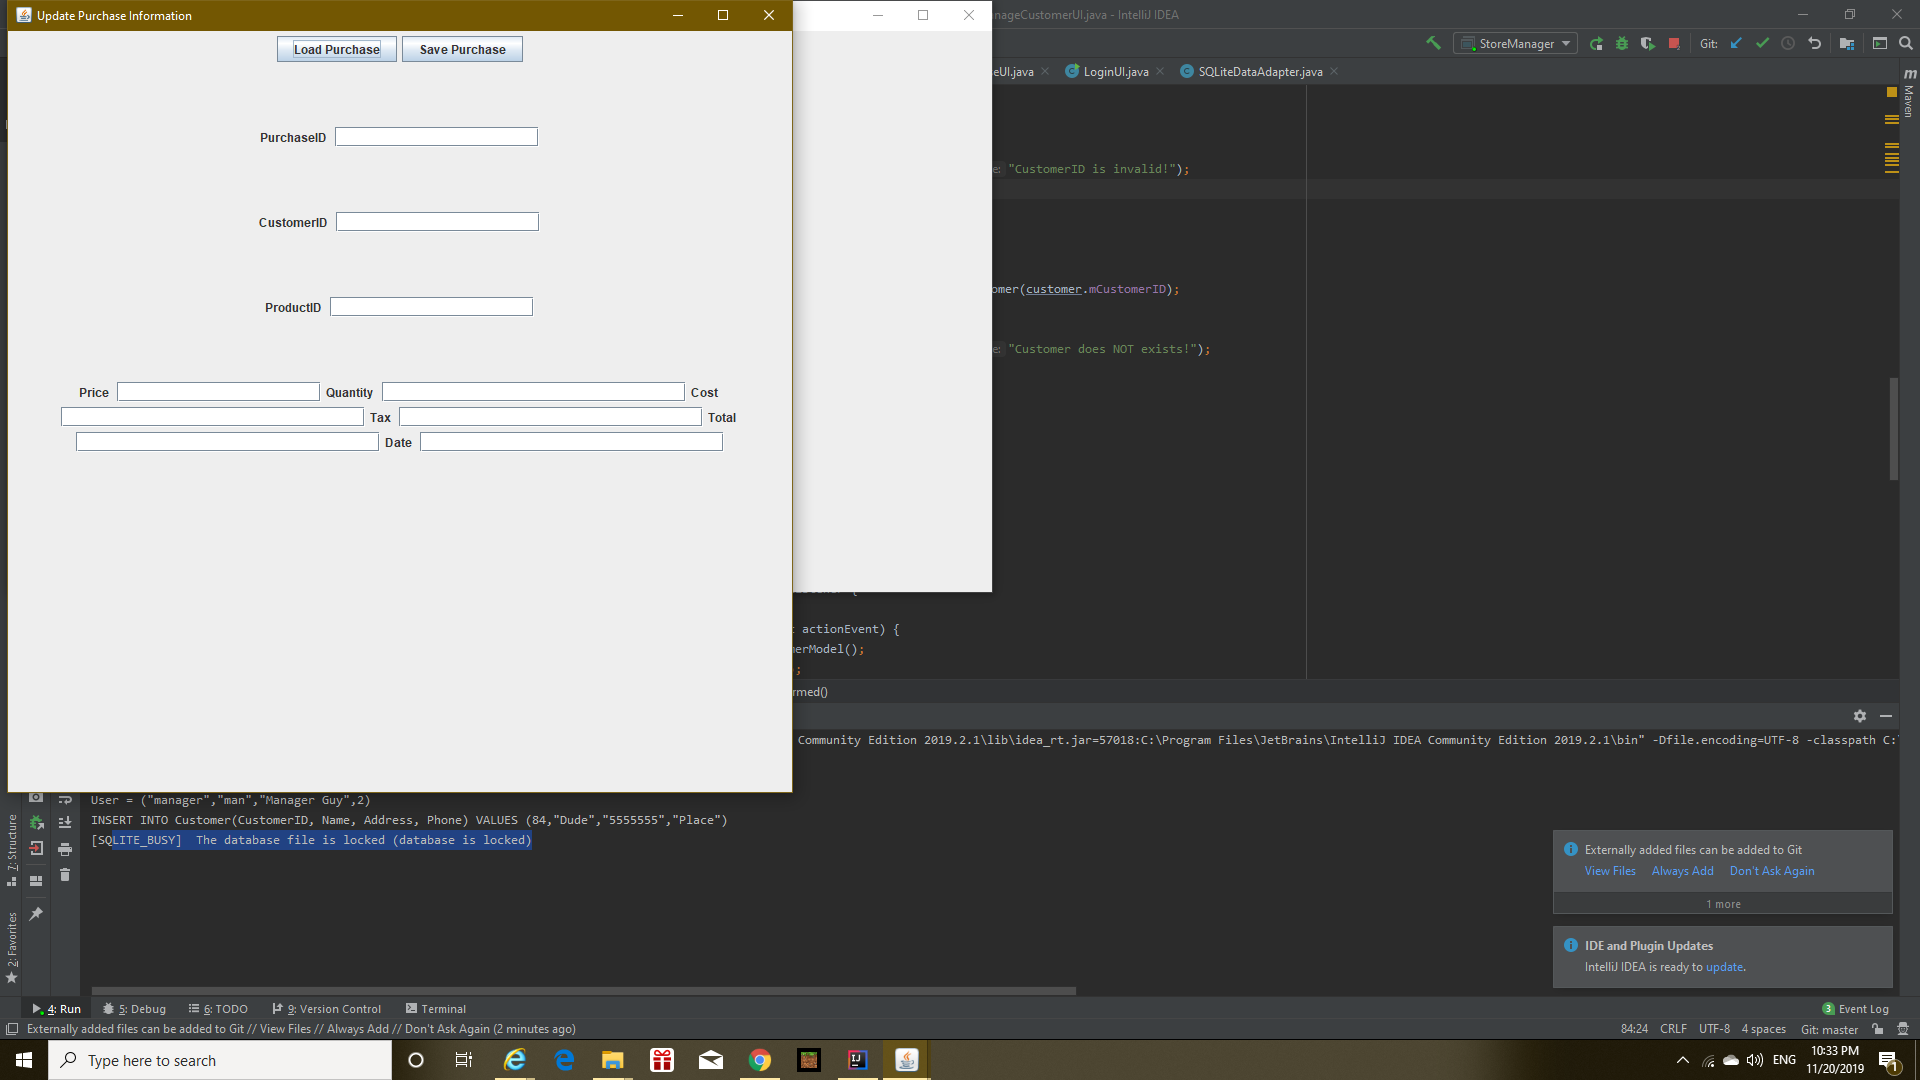 Update Purchase Information
nageCustomerUI.java - IntelliJ IDEA
Load Purchase Save Purchase
StoreManager Git:
eUI.java LoginUI.java SQLiteDataAdapter.java
m Maven
PurchaseID
e: "CustomerID is invalid!");
CustomerID
omer(customer.mCustomerID);
ProductID
e: "Customer does NOT exists!");
Price Quantity Cost
Tax Total
Date
{
t actionEvent) {
nerModel();
);
rmed()
Community Edition 2019.2.1\lib\idea_rt.jar=57018:C:\Program Files\JetBrains\IntelliJ IDEA Community Edition 2019.2.1\bin" -Dfile.encoding=UTF-8 -classpath C:
User = ("manager","man","Manager Guy",2)
INSERT INTO Customer(CustomerID, Name, Address, Phone) VALUES (84,"Dude","5555555","Place")
[SQLITE_BUSY]  The database file is locked (database is locked)
7: Structure
2: Favorites
Externally added files can be added to Git
View Files Always Add Don't Ask Again
1 more
IDE and Plugin Updates
IntelliJ IDEA is ready to update.
4: Run 5: Debug 6: TODO 9: Version Control Terminal 3 Event Log
Externally added files can be added to Git // View Files // Always Add // Don't Ask Again (2 minutes ago) 84:24 CRLF UTF-8 4 spaces Git: master
Type here to search
ENG
10:33 PM
11/20/2019
1